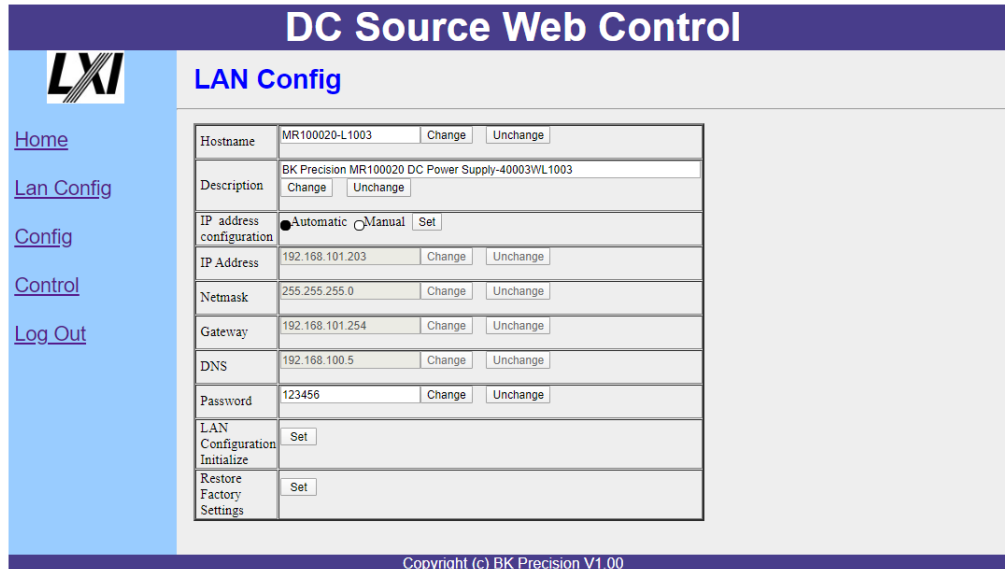 DC Source Web Control
LXI
LAN Config
Home
Lan Config
Config
Control
Log Out
Hostname MR100020-L1003 Change Unchange
Description BK Precision MR100020 DC Power Supply-40003WL1003
Change Unchange
IP address configuration Automatic Manual Set
IP Address 192.168.101.203 Change Unchange
Netmask 255.255.255.0 Change Unchange
Gateway 192.168.101.254 Change Unchange
DNS 192.168.100.5 Change Unchange
Password 123456 Change Unchange
LAN
Configuration Set
Initialize
Restore
Factory Set
Settings
Copyright (c) BK Precision V1.00